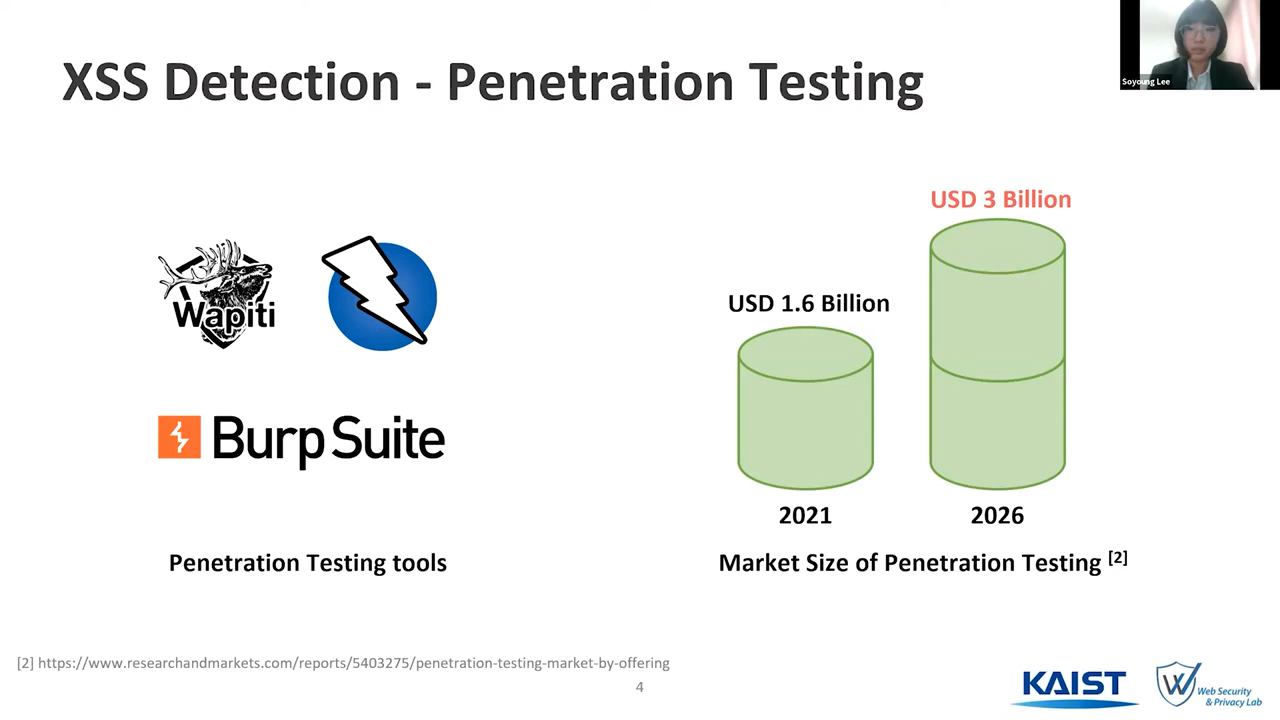 XSS Detection - Penetration Testing
Soyoung Lee
Wapiti
Burp Suite
Penetration Testing tools
USD 1.6 Billion
USD 3 Billion
2021
2026
Market Size of Penetration Testing [2]
[2] https://www.researchandmarkets.com/reports/5403275/penetration-testing-market-by-offering
4
KAIST
W
Web Security
& Privacy Lab